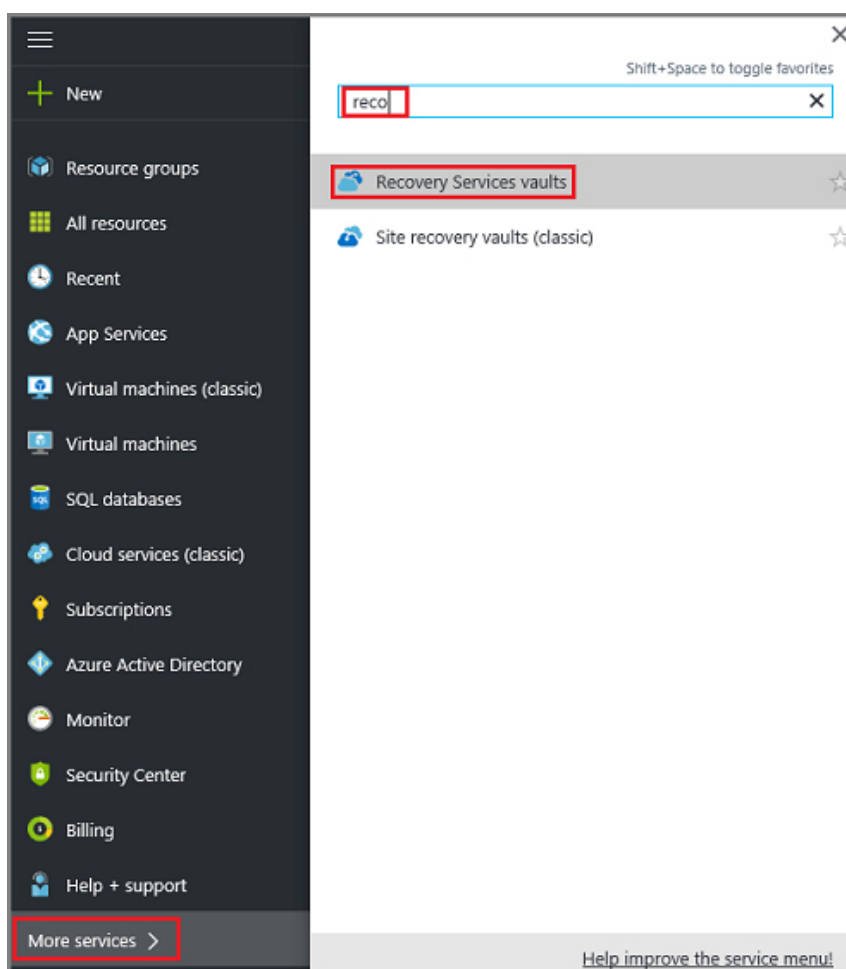 New
Resource groups
All resources
Recent
App Services
Virtual machines (classic)
Virtual machines
SQL databases
Cloud services (classic)
Subscriptions
Azure Active Directory
Monitor
Security Center
Billing
Help + support
More services >
Shift+Space to toggle favorites
reco
Recovery Services vaults
Site recovery vaults (classic)
Help improve the service menu!